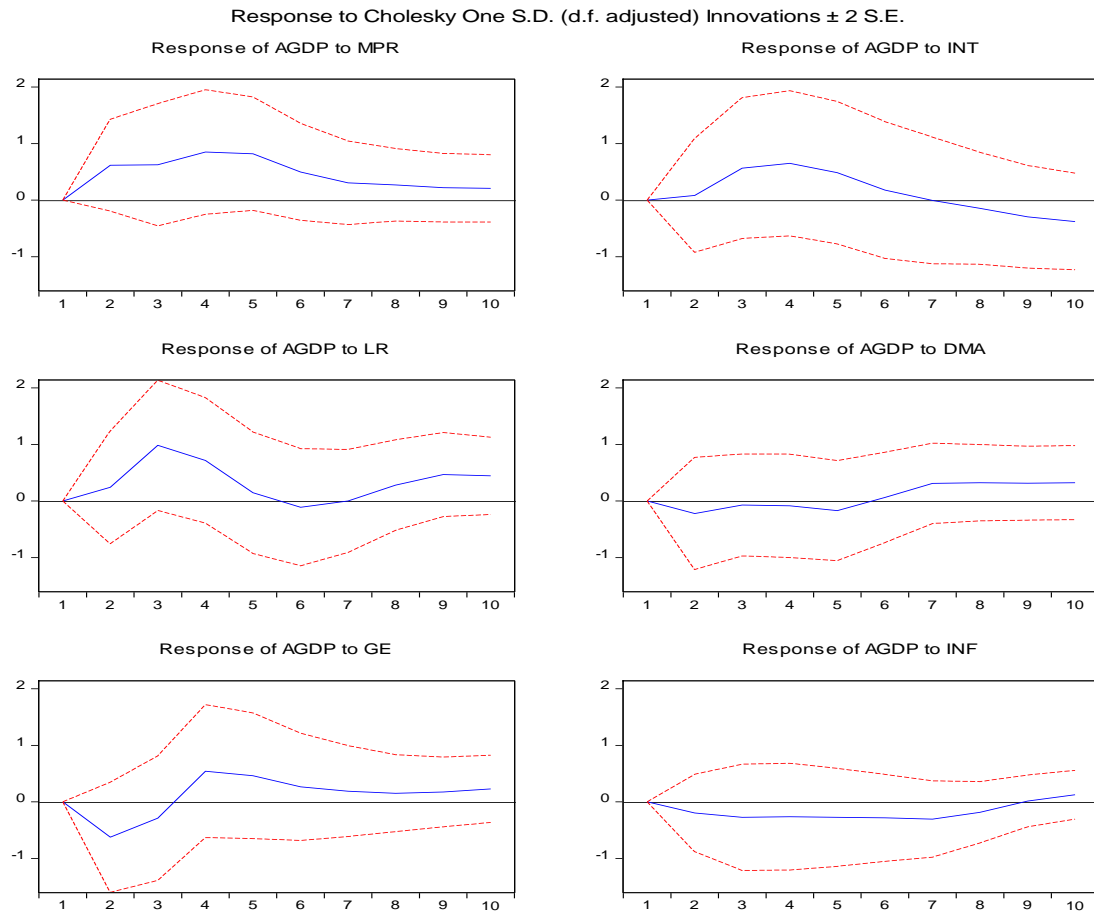 Response to Cholesky One S.D. (d.f. adjusted) Innovations ± 2 S.E.
Response of AGDP to MPR
2
1
0
-1
1 2 3 4 5 6 7 8 9 10
Response of AGDP to INT
2
1
0
-1
1 2 3 4 5 6 7 8 9 10
Response of AGDP to LR
2
1
0
-1
1 2 3 4 5 6 7 8 9 10
Response of AGDP to DMA
2
1
0
-1
1 2 3 4 5 6 7 8 9 10
Response of AGDP to GE
2
1
0
-1
1 2 3 4 5 6 7 8 9 10
Response of AGDP to INF
2
1
0
-1
1 2 3 4 5 6 7 8 9 10